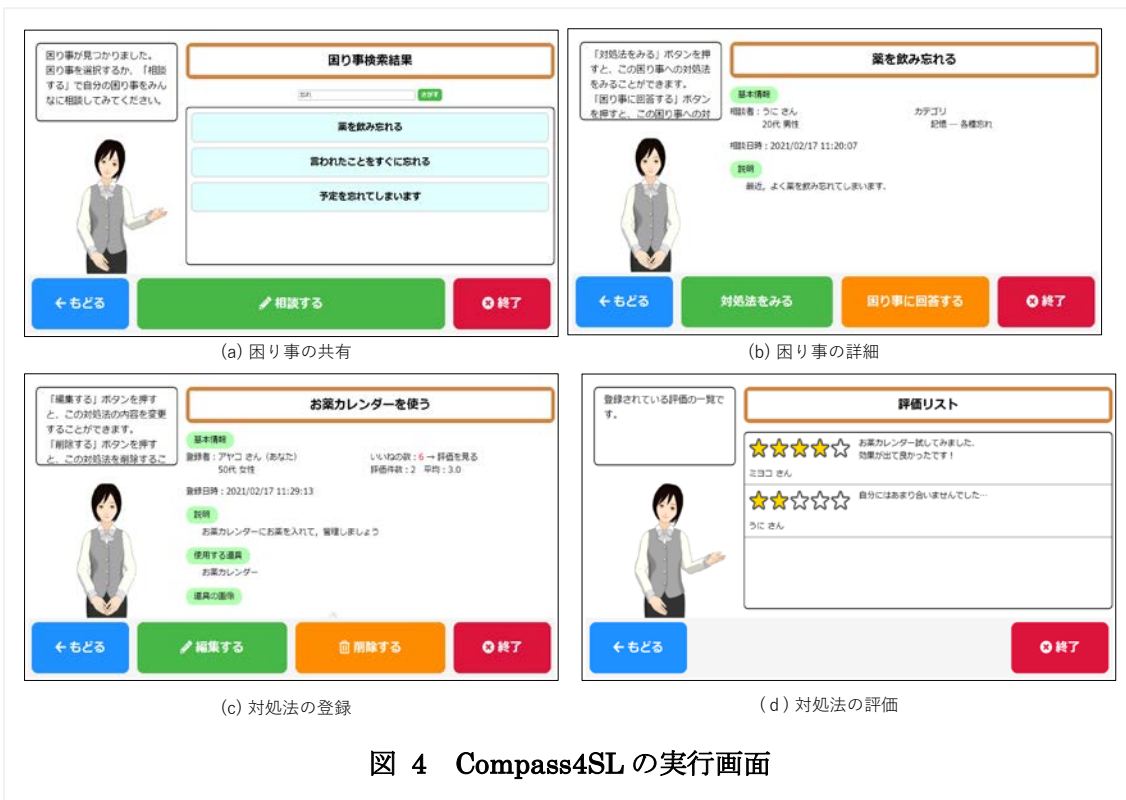 困り事が見つかりました。
困り事を選択するか、「相談
する」で自分の困り事をみん
なに相談してみてください。
困り事検索結果
忘れ
さがす
薬を飲み忘れる
言われたことをすぐに忘れる
予定を忘れてしまいます
←もどる
相談する
終了
(a) 困り事の共有
「対処法をみる」ボタンを押
すと、この困り事への対処法
をみることができます。
「困り事に回答する」ボタン
を押すと、この困り事への対
薬を飲み忘れる
基本情報
相談者：うに さん
20代 男性
カテゴリ
記憶 ― 各種忘れ
相談日時：2021/02/17 11:20:07
説明
最近，よく薬を飲み忘れてしまいます．
←もどる
対処法をみる
困り事に回答する
終了
(b) 困り事の詳細
「編集する」ボタンを押す
と、この対処法の内容を変更
することができます。
「削除する」ボタンを押す
と、この対処法を削除するこ
お薬カレンダーを使う
基本情報
登録者：アヤコ さん（あなた）
50代 女性
いいねの数：6 → 評価を見る
評価件数：2 平均：3.0
登録日時：2021/02/17 11:29:13
説明
お薬カレンダーにお薬を入れて，管理しましょう
使用する道具
お薬カレンダー
道具の画像
←もどる
編集する
削除する
終了
(c) 対処法の登録
登録されている評価の一覧で
す。
評価リスト
お薬カレンダー試してみました．
効果が出て良かったです！
ミヨコ さん
自分にはあまり合いませんでした…
うに さん
←もどる
終了
(d) 対処法の評価
図 4 Compass4SL の実行画面